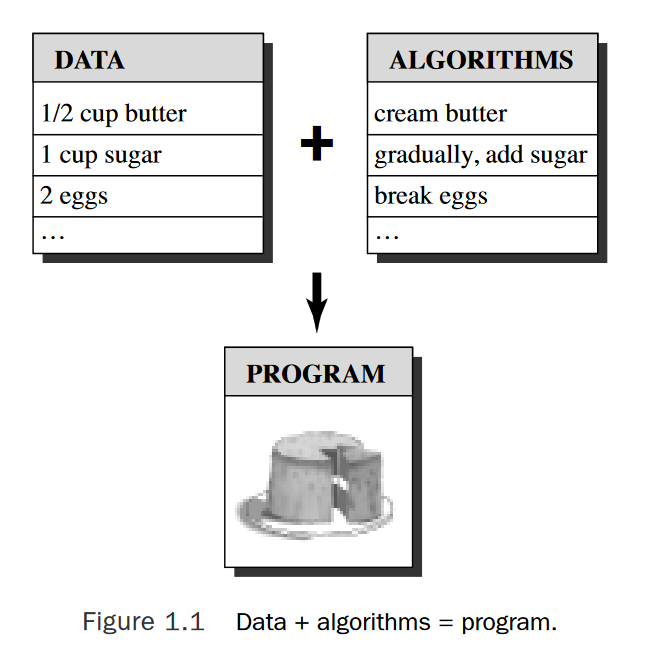 DATA
1/2 cup butter
1 cup sugar
2 eggs
…
+
ALGORITHMS
cream butter
gradually, add sugar
break eggs
…
PROGRAM
Figure 1.1 Data + algorithms = program.